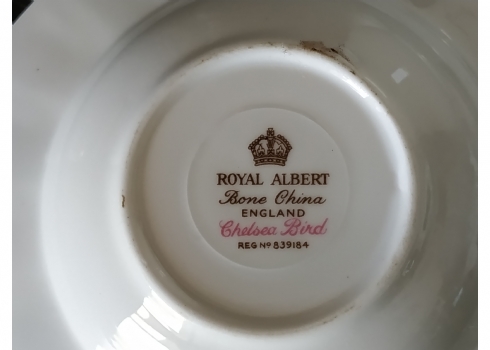 ROYAL ALBERT
Bone China
ENGLAND
Chelsea Bird
REG Nº 839184